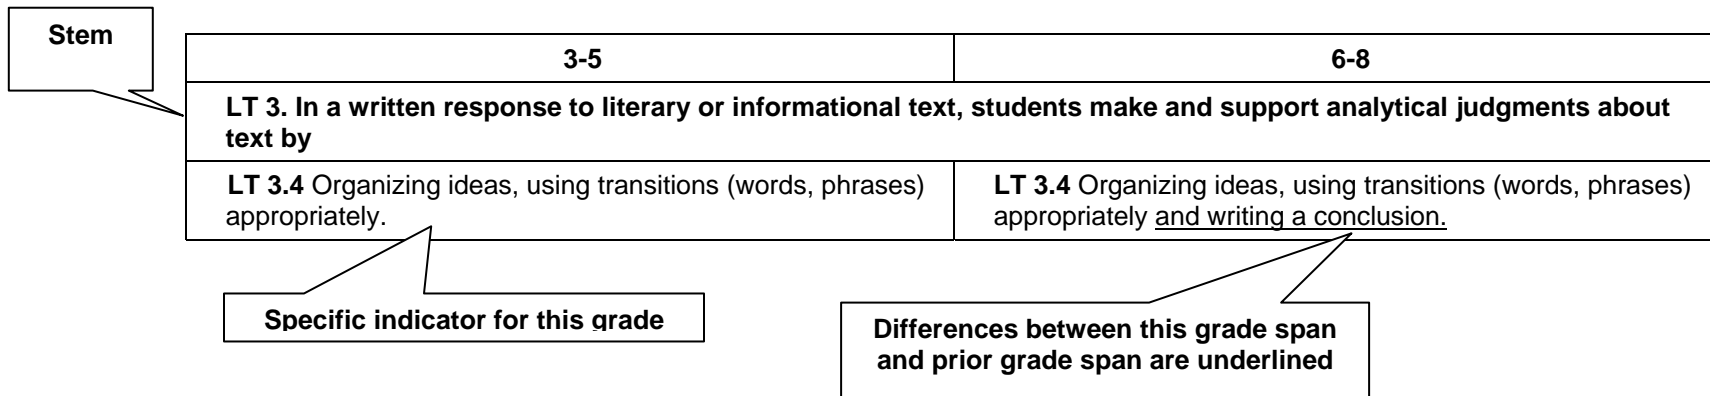 Stem
3-5
6-8
LT 3. In a written response to literary or informational text, students make and support analytical judgments about
text by
LT 3.4 Organizing ideas, using transitions (words, phrases)
appropriately.
LT 3.4 Organizing ideas, using transitions (words, phrases)
appropriately and writing a conclusion.
Specific indicator for this grade
Differences between this grade span
and prior grade span are underlined